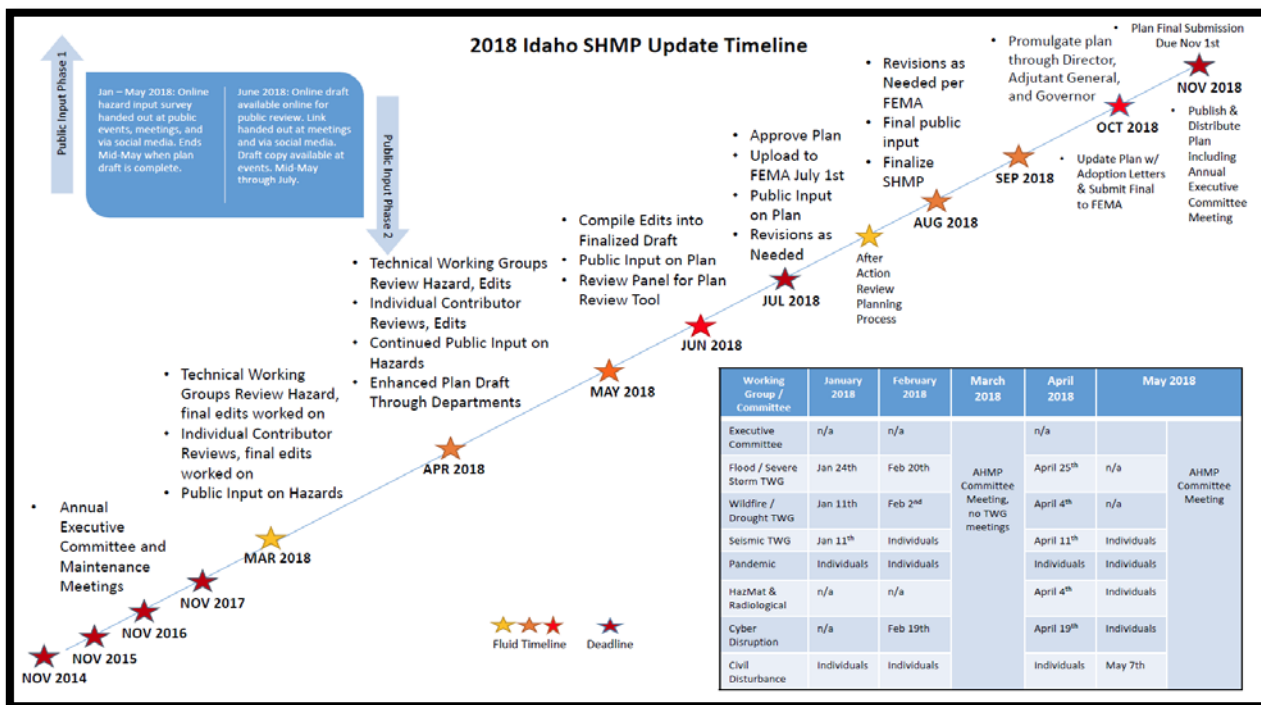 2018 Idaho SHMP Update Timeline
Public Input Phase 1
Jan – May 2018: Online
hazard input survey
handed out at public
events, meetings, and
via social media. Ends
Mid-May when plan
draft is complete.
June 2018: Online draft
available online for
public review. Link
handed out at meetings
and via social media.
Draft copy available at
events. Mid-May
through July.
Public Input Phase 2
• Annual
Executive
Committee and
Maintenance
Meetings
NOV 2014
NOV 2015
NOV 2016
NOV 2017
• Technical Working
Groups Review Hazard,
final edits worked on
• Individual Contributor
Reviews, final edits
worked on
• Public Input on Hazards
MAR 2018
• Technical Working Groups
Review Hazard, Edits
• Individual Contributor
Reviews, Edits
• Continued Public Input on
Hazards
• Enhanced Plan Draft
Through Departments
APR 2018
MAY 2018
• Compile Edits into
Finalized Draft
• Public Input on Plan
• Review Panel for Plan
Review Tool
JUN 2018
• Approve Plan
• Upload to
FEMA July 1st
• Public Input
on Plan
• Revisions as
Needed
JUL 2018
After
Action
Review
Planning
Process
• Revisions as
Needed per
FEMA
• Final public
input
• Finalize
SHMP
AUG 2018
SEP 2018
• Promulgate plan
through Director,
Adjutant General,
and Governor
OCT 2018
• Update Plan w/
Adoption Letters
& Submit Final
to FEMA
• Plan Final Submission
Due Nov 1st
NOV 2018
• Publish &
Distribute
Plan
Including
Annual
Executive
Committee
Meeting
Fluid Timeline
Deadline
Working
Group /
Committee
January
2018
February
2018
March
2018
April
2018
May 2018
Executive
Committee
n/a
n/a
n/a
Flood / Severe
Storm TWG
Jan 24th
Feb 20th
April 25th
n/a
Wildfire /
Drought TWG
Jan 11th
Feb 2nd
April 4th
n/a
Seismic TWG
Jan 11th
Individuals
April 11th
Individuals
Pandemic
Individuals
Individuals
Individuals
Individuals
HazMat &
Radiological
n/a
n/a
April 4th
Individuals
Cyber
Disruption
n/a
Feb 19th
April 19th
Individuals
Civil
Disturbance
Individuals
Individuals
Individuals
May 7th
AHMP
Committee
Meeting,
no TWG
meetings
AHMP
Committee
Meeting